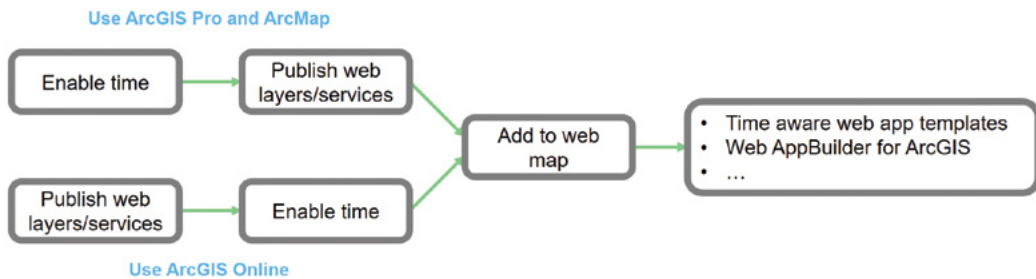 Use ArcGIS Pro and ArcMap
Enable time
Publish web
layers/services
Add to web
map
• Time aware web app templates
• Web AppBuilder for ArcGIS
• …
Publish web
layers/services
Enable time
Use ArcGIS Online